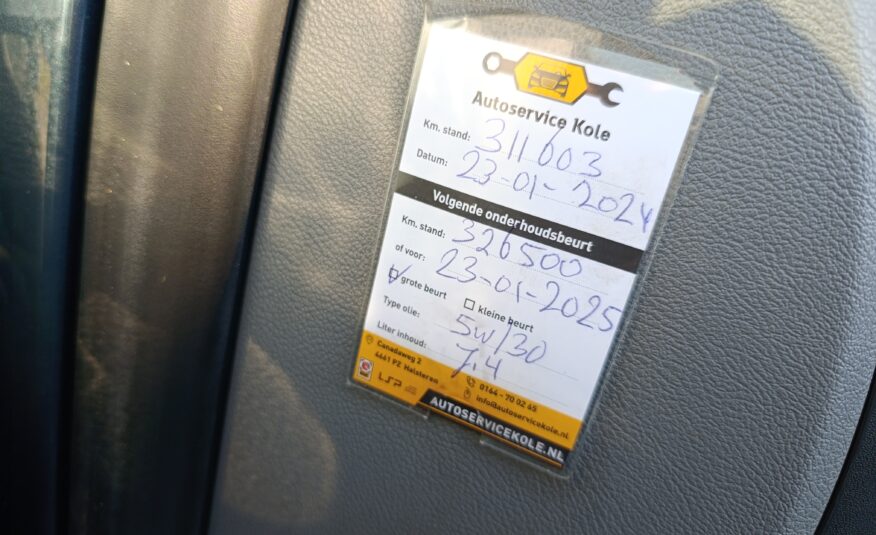 Autoservice Kole
Km. stand: 311603
Datum: 23-01-2024
Volgende onderhoudsbeurt
Km. stand: 326500
of voor: 23-01-2025
grote beurt kleine beurt
Type olie: 5w/30
Liter inhoud: 7.4
Canadaweg 2
4661 PZ Halsteren
0164 - 70 02 65
info@autoservicekole.nl
LSP
AUTOSERVICEKOLE.NL